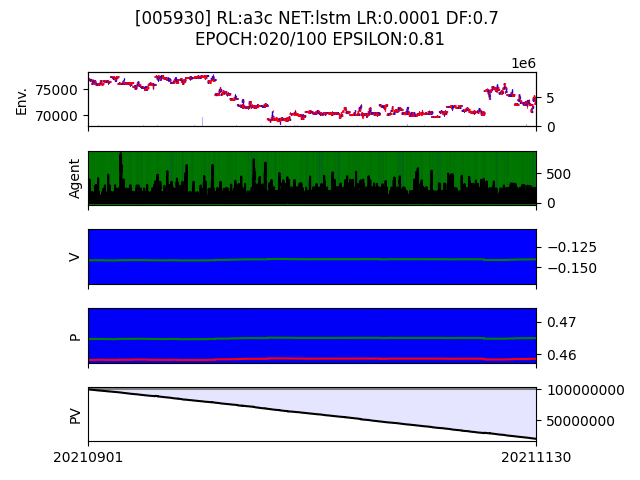 [005930] RL:a3c NET:lstm LR:0.0001 DF:0.7
EPOCH:020/100 EPSILON:0.81
1e6
Env.
75000
70000
5
0
Agent
500
0
V
−0.125
−0.150
P
0.47
0.46
PV
100000000
50000000
20210901
20211130